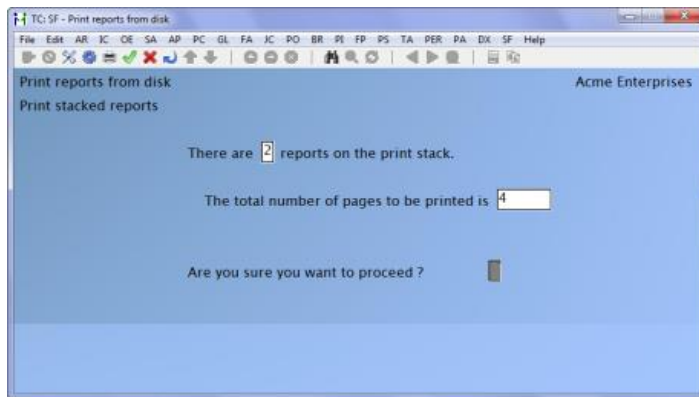 TC: SF - Print reports from disk
File Edit AR IC OE SA AP PC GL FA JC PO BR PI FP PS TA PER PA DX SF Help
Print reports from disk Acme Enterprises
Print stacked reports
There are 2 reports on the print stack.
The total number of pages to be printed is 4
Are you sure you want to proceed ?